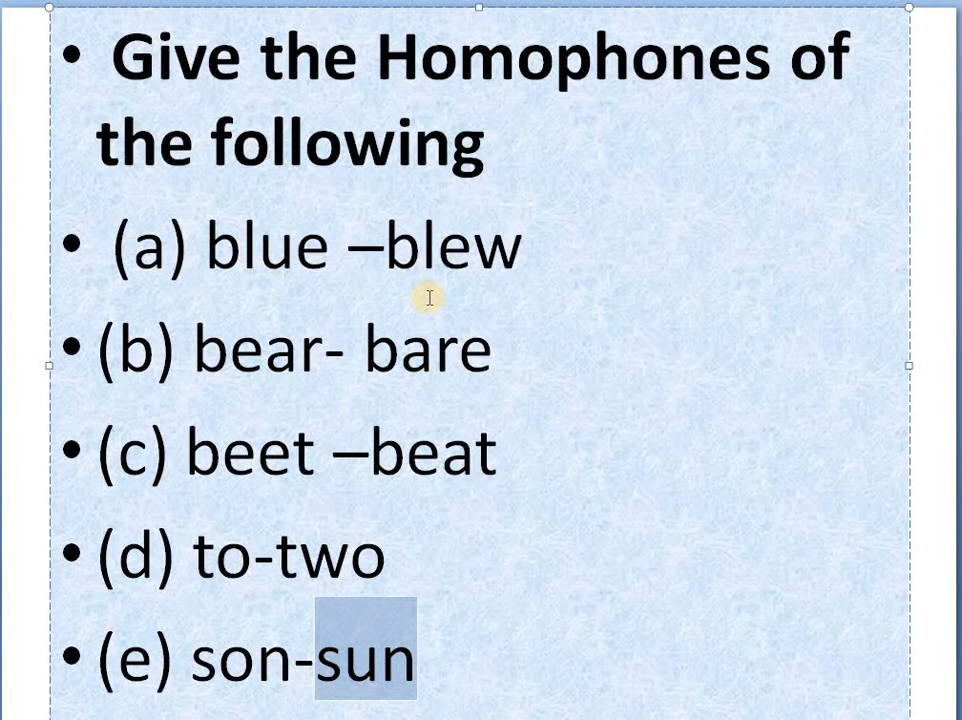 • Give the Homophones of
the following
• (a) blue –blew
• (b) bear- bare
• (c) beet –beat
• (d) to-two
• (e) son-sun